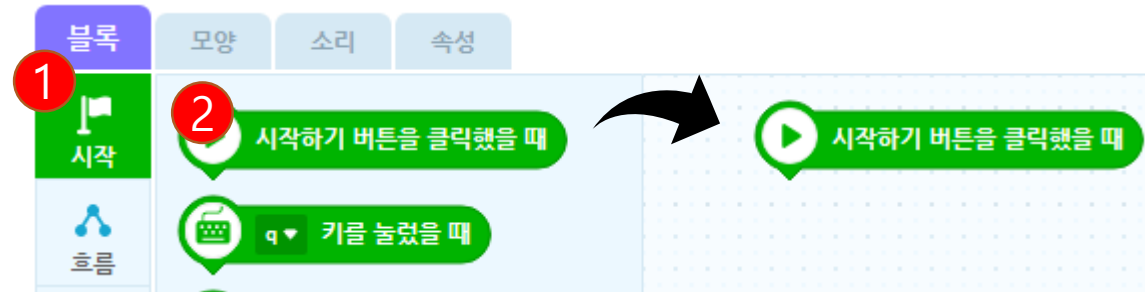 블록
모양
소리
속성
1
시작
2
시작하기 버튼을 클릭했을 때
시작하기 버튼을 클릭했을 때
q 키를 눌렀을 때
흐름